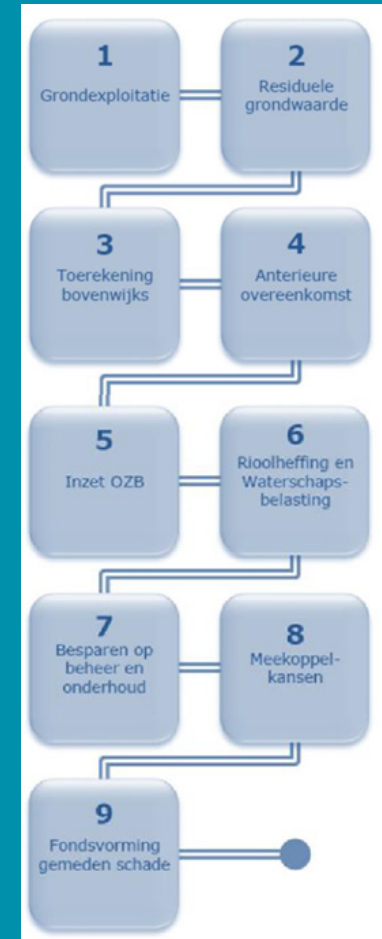 1
Grondexploitatie
2
Residuele
grondwaarde
3
Toerekening
bovenwijks
4
Anterieure
overeenkomst
5
Inzet OZB
6
Rioolheffing en
Waterschaps-
belasting
7
Besparen op
beheer en
onderhoud
8
Meekoppel-
kansen
9
Fondsvorming
gemeden schade